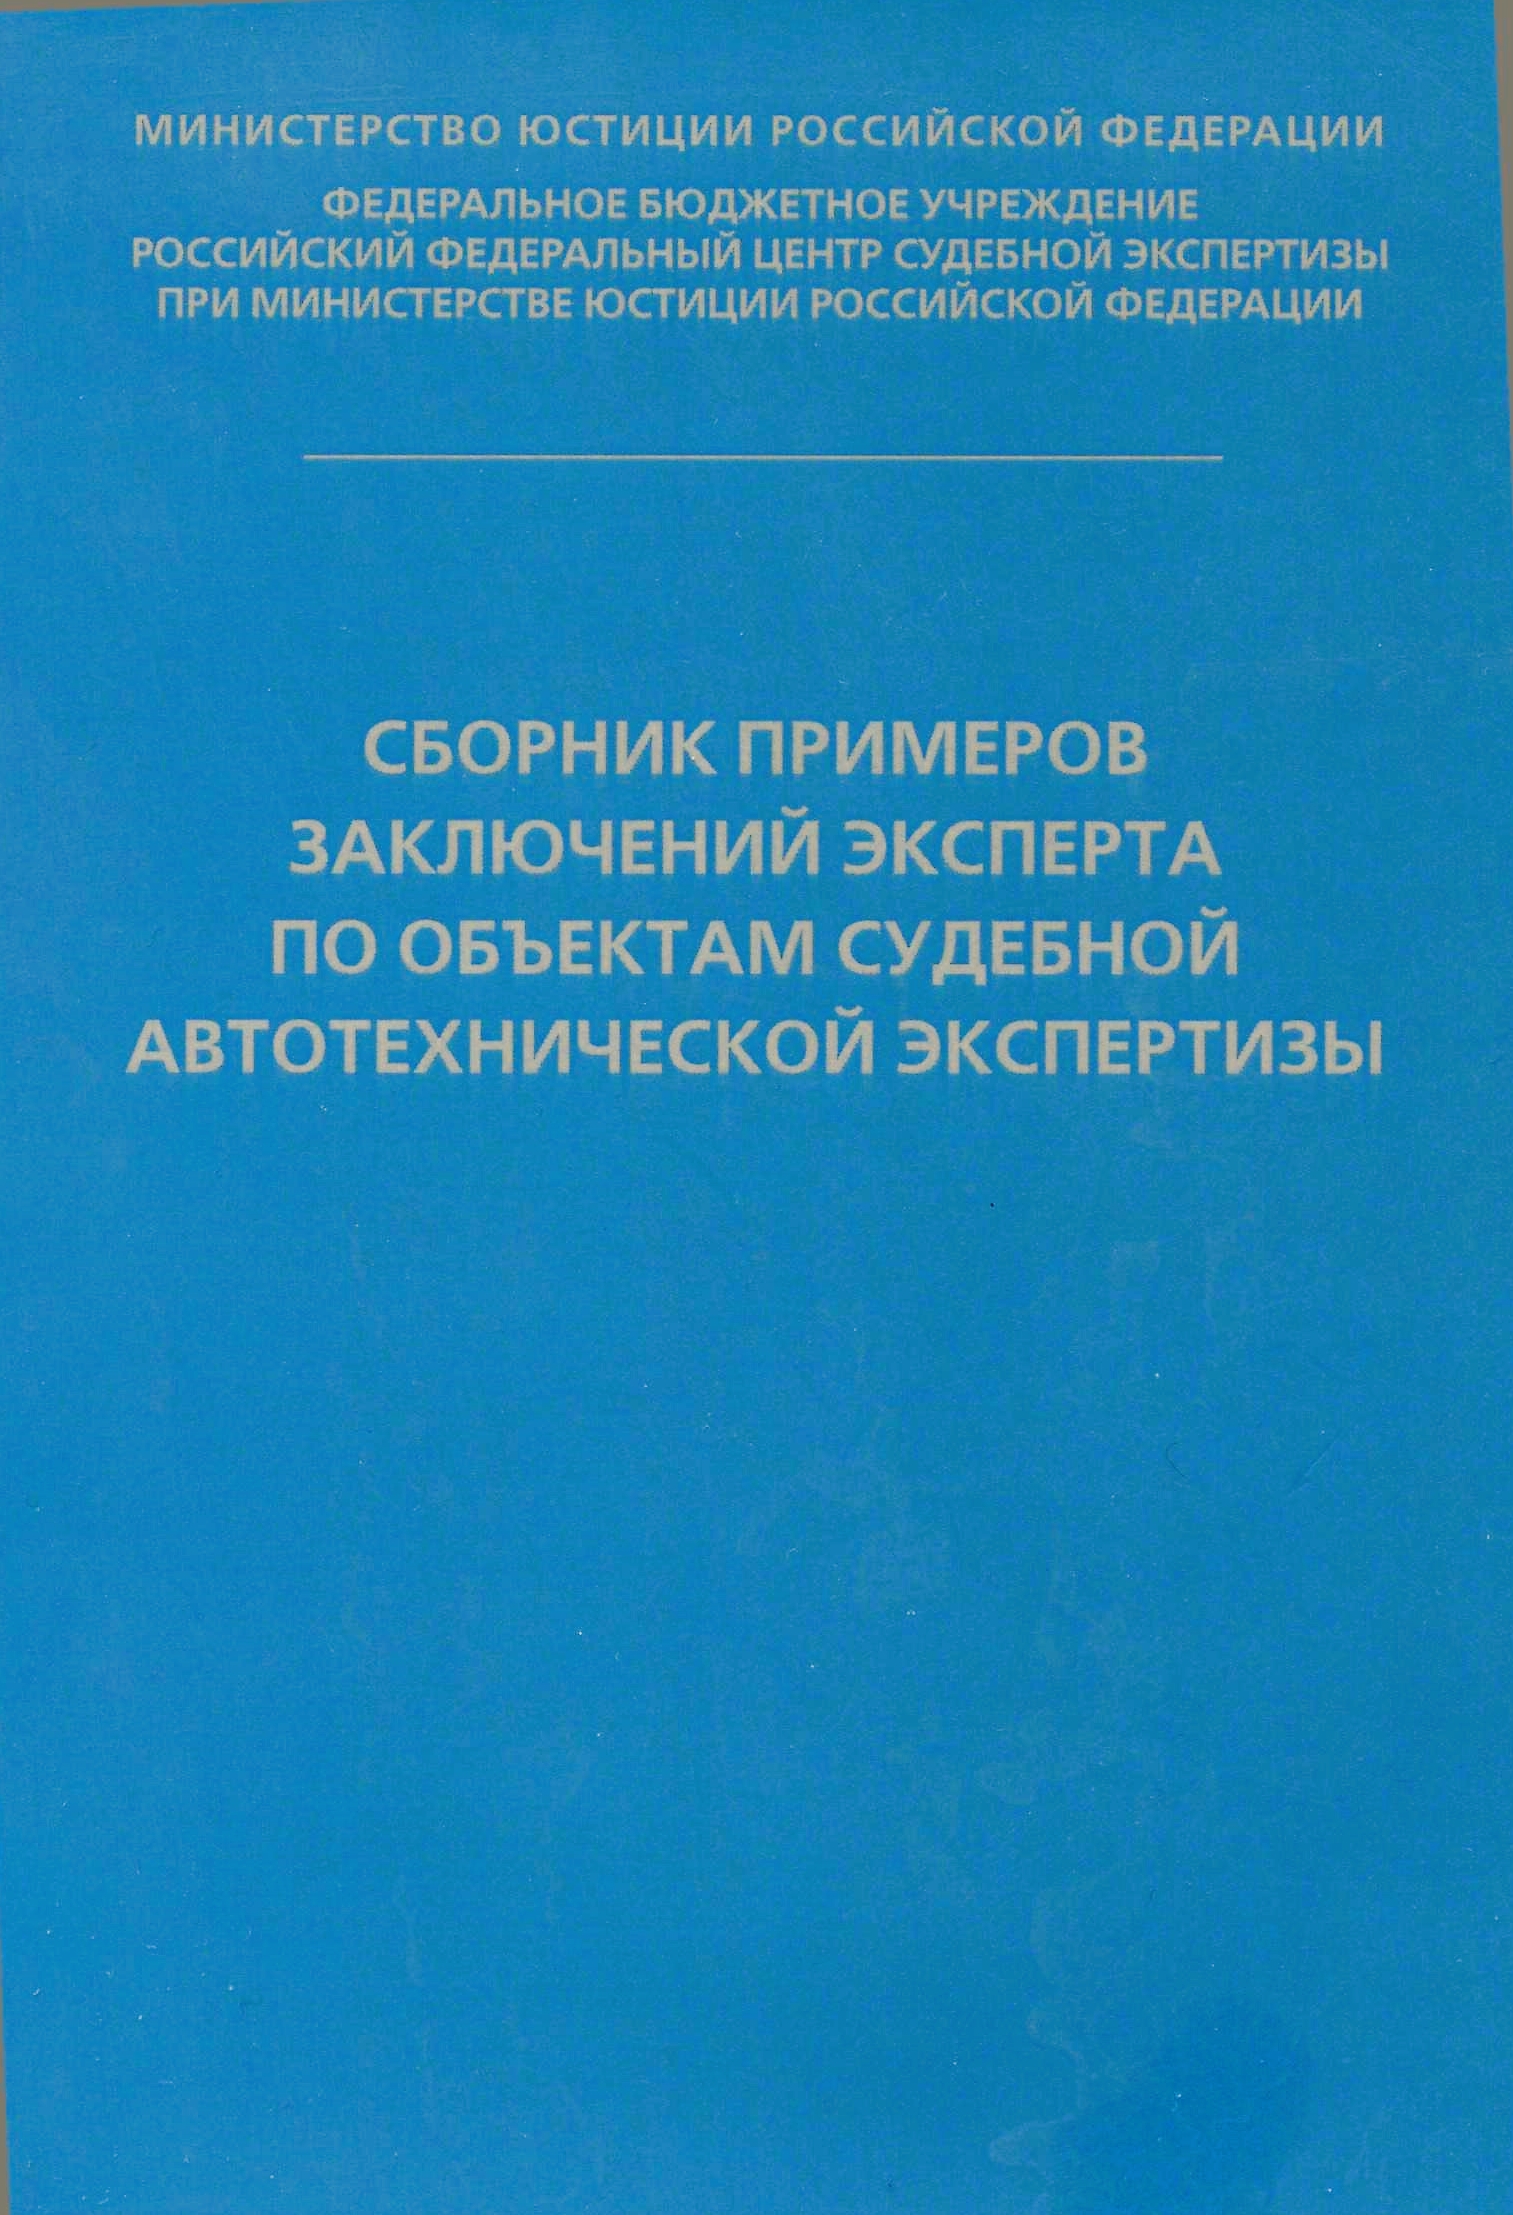 МИНИСТЕРСТВО ЮСТИЦИИ РОССИЙСКОЙ ФЕДЕРАЦИИ
ФЕДЕРАЛЬНОЕ БЮДЖЕТНОЕ УЧРЕЖДЕНИЕ
РОССИЙСКИЙ ФЕДЕРАЛЬНЫЙ ЦЕНТР СУДЕБНОЙ ЭКСПЕРТИЗЫ
ПРИ МИНИСТЕРСТВЕ ЮСТИЦИИ РОССИЙСКОЙ ФЕДЕРАЦИИ
СБОРНИК ПРИМЕРОВ
ЗАКЛЮЧЕНИЙ ЭКСПЕРТА
ПО ОБЪЕКТАМ СУДЕБНОЙ
АВТОТЕХНИЧЕСКОЙ ЭКСПЕРТИЗЫ